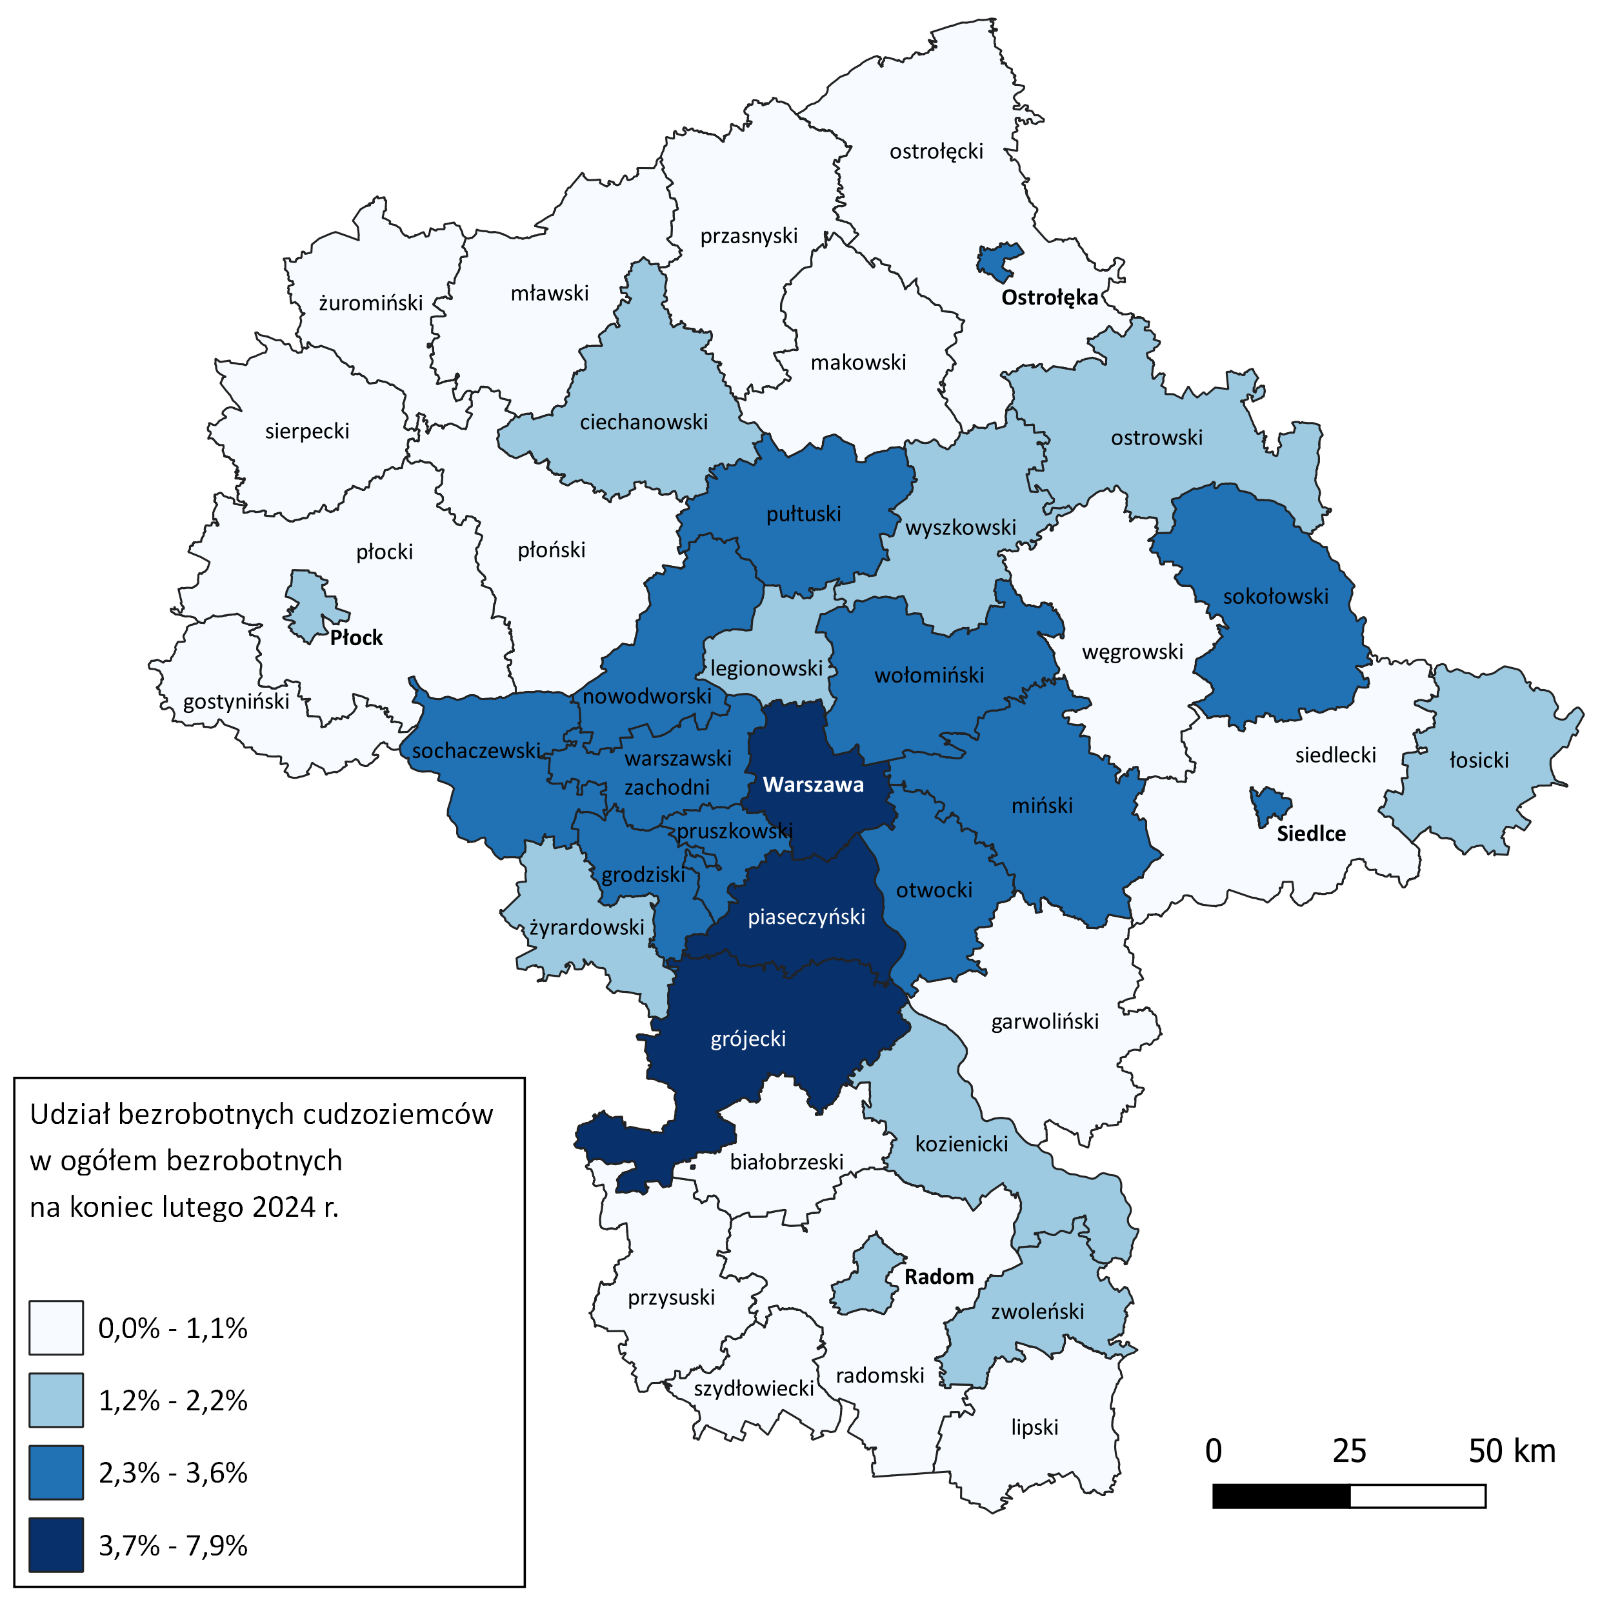 ostrołęcki
przasnyski
Ostrołęka
żuromiński
mławski
makowski
ciechanowski
sierpecki
ostrowski
pułtuski
wyszkowski
płocki
płoński
sokołowski
Płock
węgrowski
legionowski
wołomiński
nowodworski
gostyniński
sochaczewski
warszawski
zachodni
siedlecki
łosicki
Warszawa
miński
pruszkowski
Siedlce
grodziski
otwocki
piaseczyński
żyrardowski
garwoliński
grójecki
kozienicki
białobrzeski
Radom
przysuski
zwoleński
radomski
szydłowiecki
lipski
Udział bezrobotnych cudzoziemców
w ogółem bezrobotnych
na koniec lutego 2024 r.
0,0% - 1,1%
1,2% - 2,2%
2,3% - 3,6%
3,7% - 7,9%
0 25 50 km